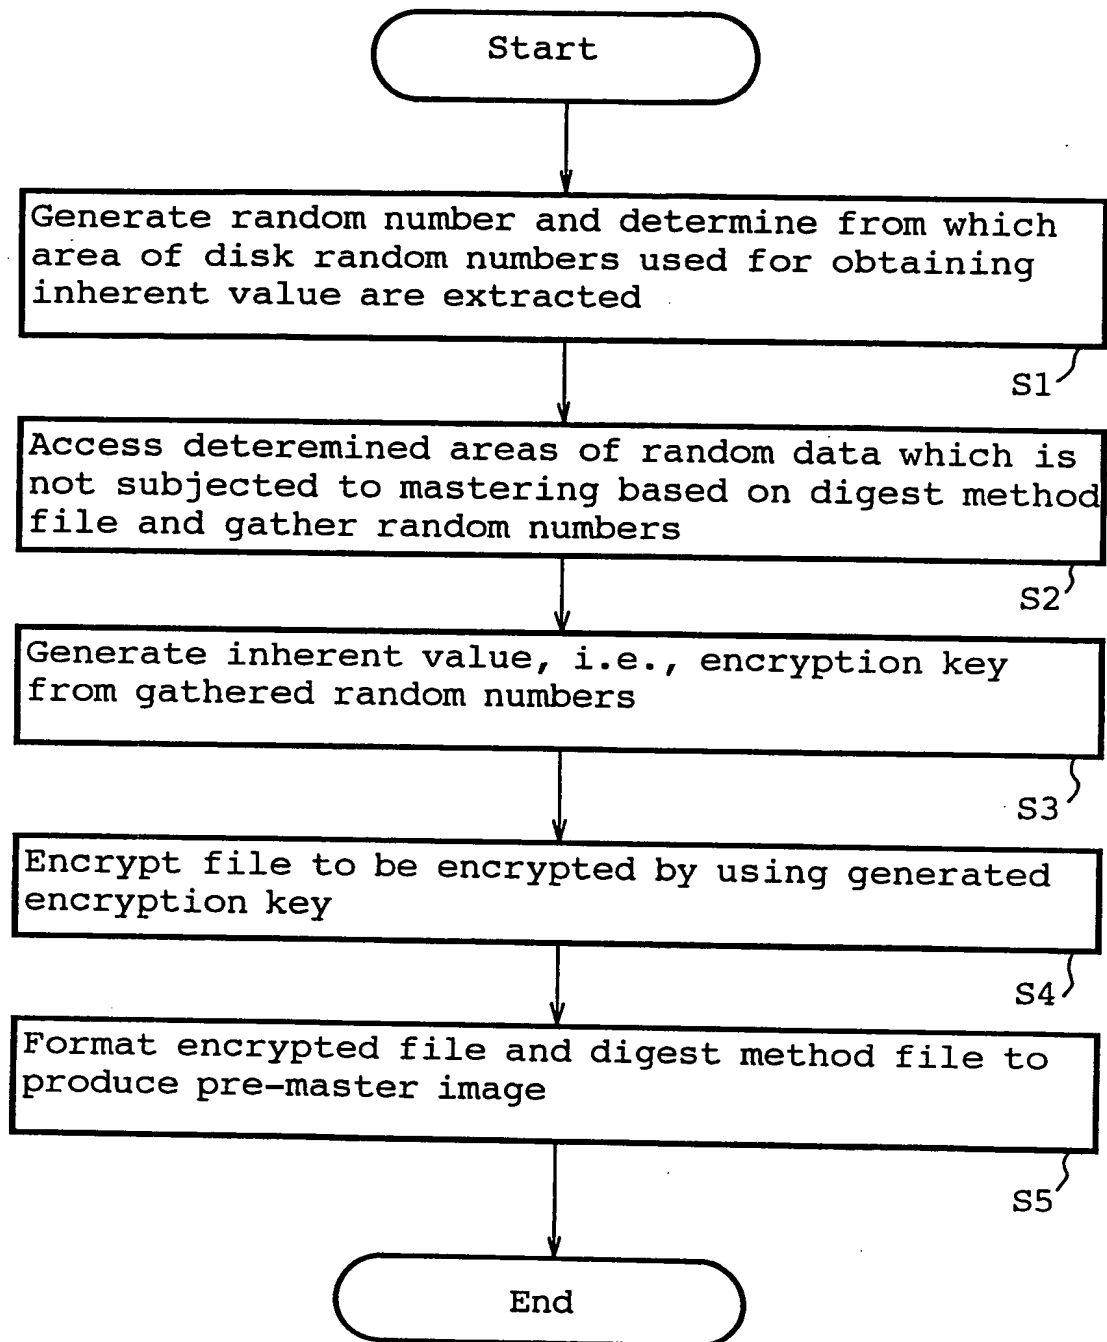 Start
Generate random number and determine from which
area of disk random numbers used for obtaining
inherent value are extracted
S1
Access deteremined areas of random data which is
not subjected to mastering based on digest method
file and gather random numbers
S2
Generate inherent value, i.e., encryption key
from gathered random numbers
S3
Encrypt file to be encrypted by using generated
encryption key
S4
Format encrypted file and digest method file to
produce pre-master image
S5
End